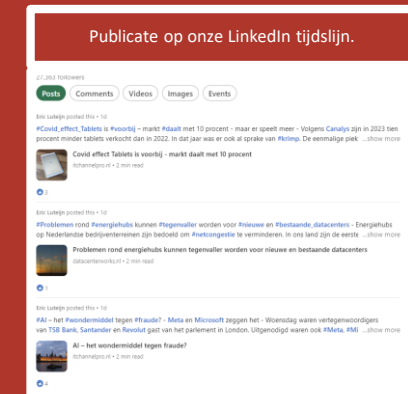 Publicate op onze LinkedIn tijdslijn.
27,363 followers
Posts Comments Videos Images Events
Eric Luteijn posted this • 1d
#Covid_effect_Tablets is #voorbij – markt #daalt met 10 procent - maar er speelt meer - Volgens Canalys zijn in 2023 tien
procent minder tablets verkocht dan in 2022. In dat jaar was er ook al sprake van #krimp. De eenmalige piek ...show more
Covid effect Tablets is voorbij - markt daalt met 10 procent
itchannelpro.nl • 2 min read
2
Eric Luteijn posted this • 1d
#Problemen rond #energiehubs kunnen #tegenvaller worden voor #nieuwe en #bestaande_datacenters - Energiehubs
op Nederlandse bedrijventerreinen zijn bedoeld om #netcongestie te verminderen. In ons land zijn de eerste ...show more
Problemen rond energiehubs kunnen tegenvaller worden voor nieuwe en bestaande datacenters
datacenterworks.nl • 2 min read
1
Eric Luteijn posted this • 1d
#AI – het #wondermiddel tegen #fraude? - Meta en Microsoft zeggen het - Woensdag waren vertegenwoordigers
van TSB Bank, Santander en Revolut gast van het parlement in London. Uitgenodigd waren ook #Meta, #Mi ...show more
AI – het wondermiddel tegen fraude?
itchannelpro.nl • 2 min read
4